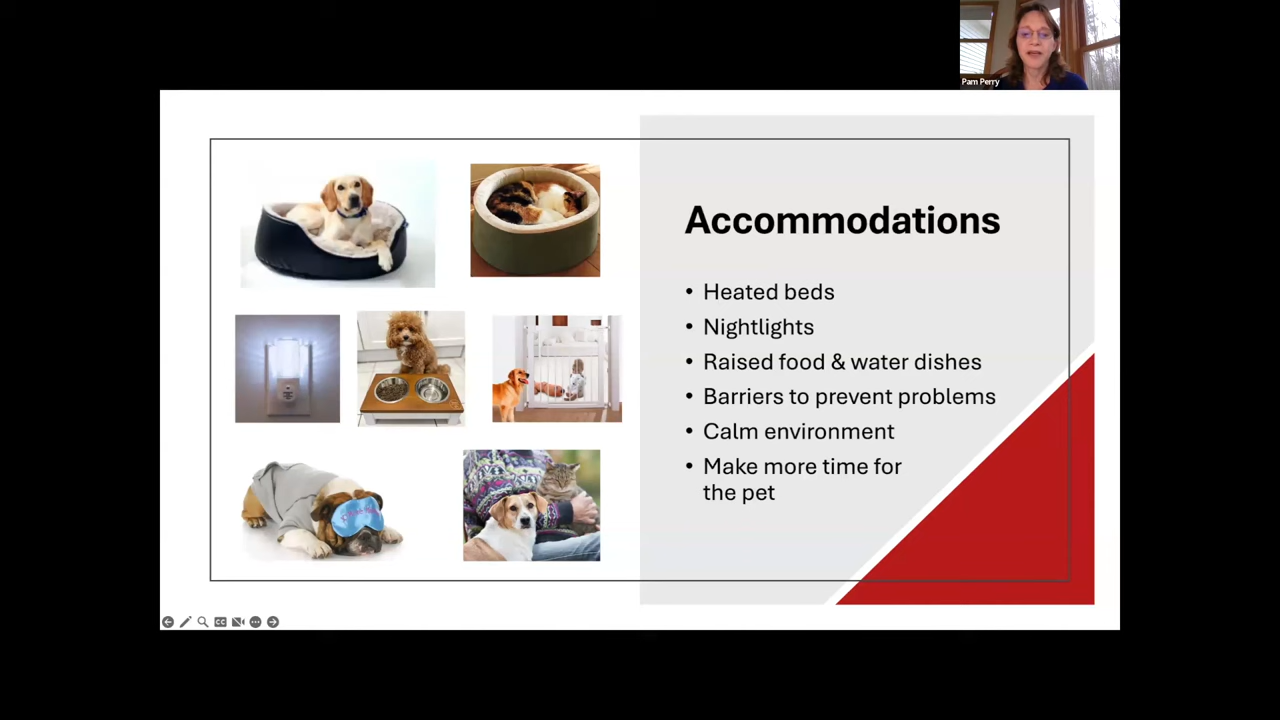 Pam Perry
Accommodations
• Heated beds
• Nightlights
• Raised food & water dishes
• Barriers to prevent problems
• Calm environment
• Make more time for
the pet
CC